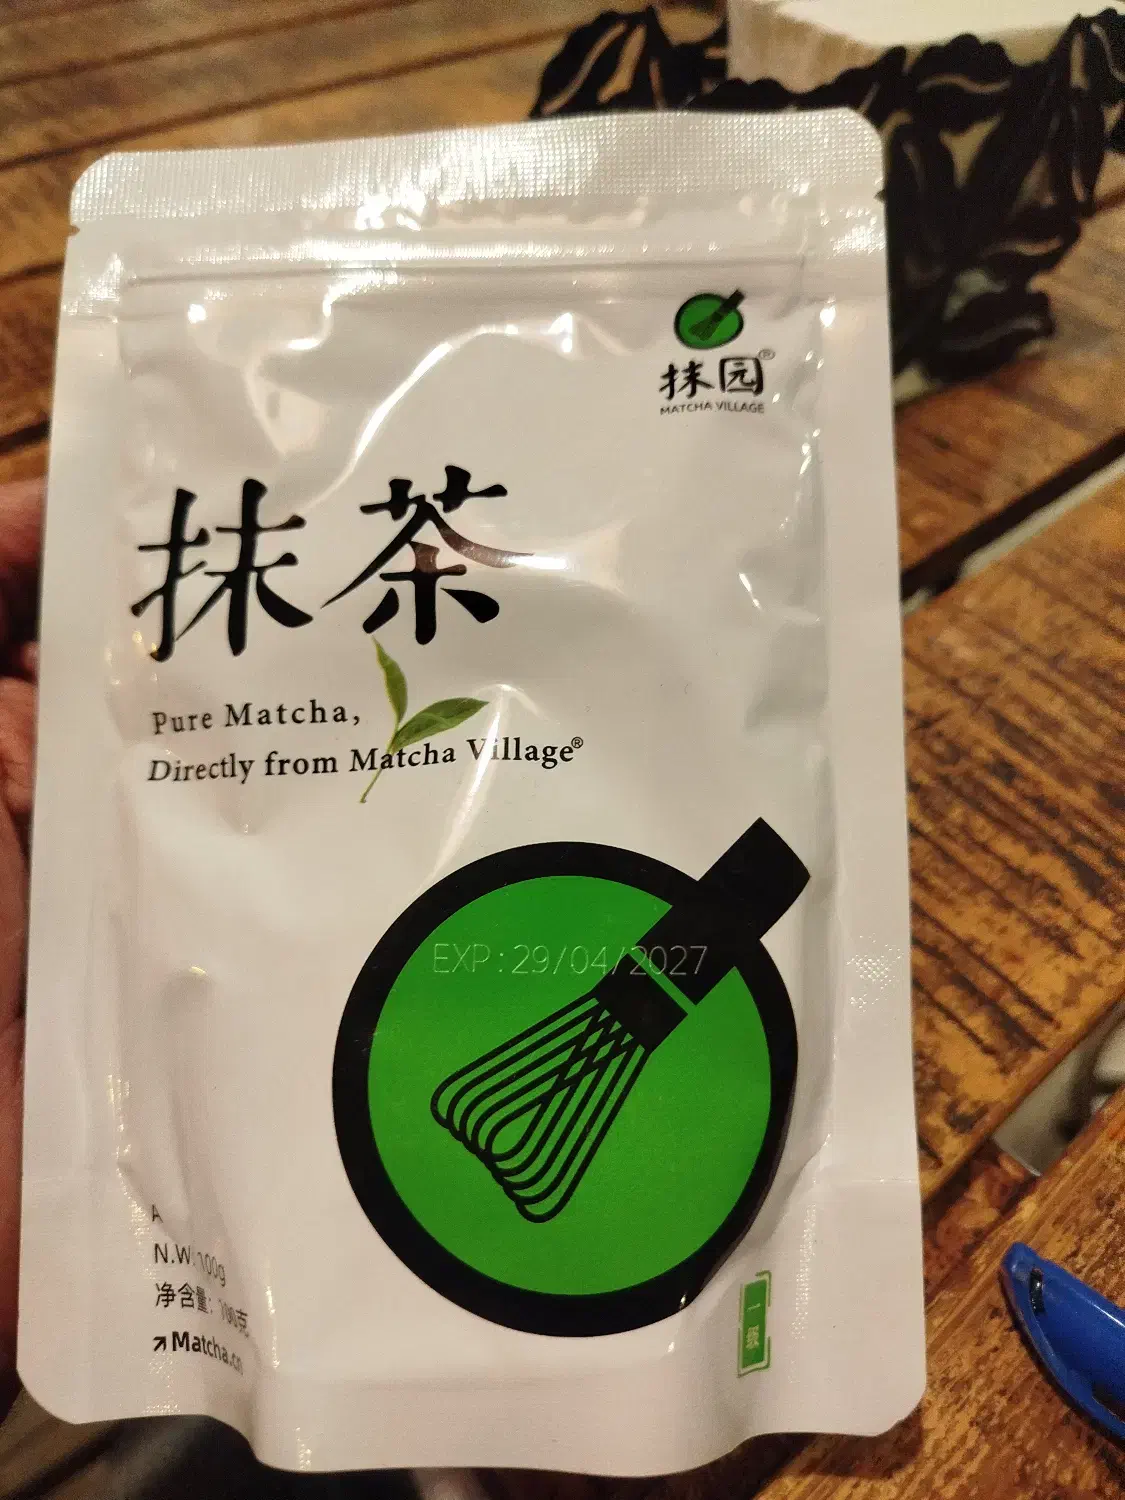 抹园®
MATCHA VILLAGE
抹茶
Pure Matcha,
Directly from Matcha Village®
EXP:29/04/2027
A
N.W:100g
净含量: 100克
Matcha.cn
一级